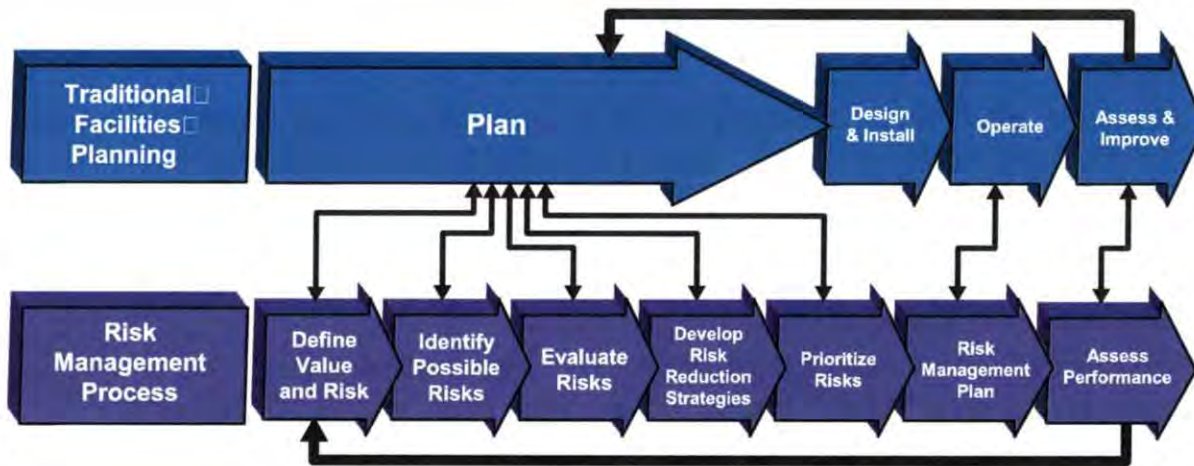 Traditional
Facilities
Planning
Plan
Design
& Install
Operate
Assess &
Improve
Risk
Management
Process
Define
Value
and Risk
Identify
Possible
Risks
Evaluate
Risks
Develop
Risk
Reduction
Strategies
Prioritize
Risks
Risk
Management
Plan
Assess
Performance